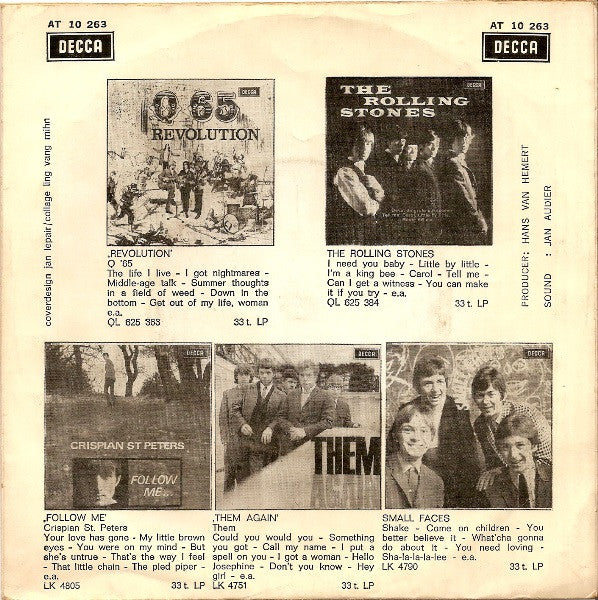 AT 10 263
DECCA
AT 10 263
DECCA
coverdesign jan lepair/collage ling vang mihn
Q 65
REVOLUTION
DECCA
THE
ROLLING
STONES
DECCA
PRODUCER: HANS VAN HEMERT
SOUND : JAN AUDIER
‚REVOLUTION'
Q '65
The life I live - I got nightmares -
Middle-age talk - Summer thoughts
in a field of weed - Down in the
bottom - Get out of my life, woman
e.a.
QL 625 363 33 t. LP
THE ROLLING STONES
I need you baby - Little by little -
I'm a king bee - Carol - Tell me -
Can I get a witness - You can make
it if you try - e.a.
QL 625 384 33 t. LP
DECCA
CRISPIAN ST PETERS
FOLLOW
ME...
DECCA
THEM
DECCA
‚FOLLOW ME'
Crispian St. Peters
Your love has gone - My little brown
eyes - You were on my mind - But
she's untrue - That's the way I feel
- That little chain - The pied piper -
e.a.
LK 4805 33 t. LP
‚THEM AGAIN'
Them
Could you would you - Something
you got - Call my name - I put a
spell on you - I got a woman - Hello
Josephine - Don't you know - Hey
girl - e.a.
LK 4751 33 t. LP
SMALL FACES
Shake - Come on children - You
better believe it - What'cha gonna
do about it - You need loving -
Sha-la-la-la-lee - e.a.
LK 4790 33 t. LP